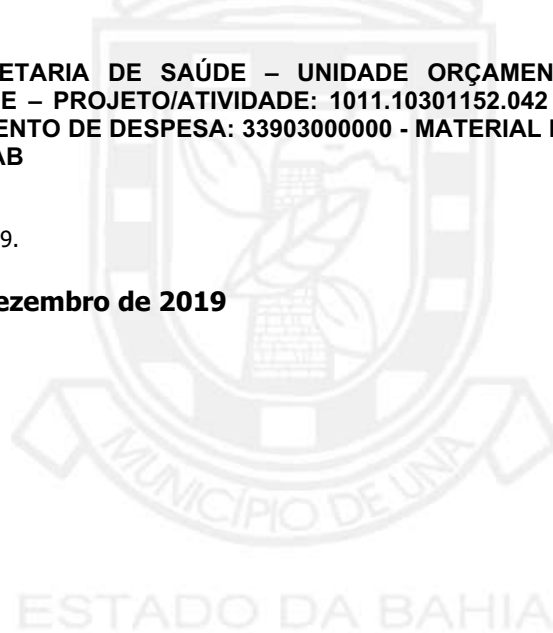 ETARIA DE SAÚDE – UNIDADE ORÇAMEN
E – PROJETO/ATIVIDADE: 1011.10301152.042
ENTO DE DESPESA: 33903000000 - MATERIAL
AB
9.
ezembro de 2019
MUNICÍPIO DE UNA
ESTADO DA BAHIA